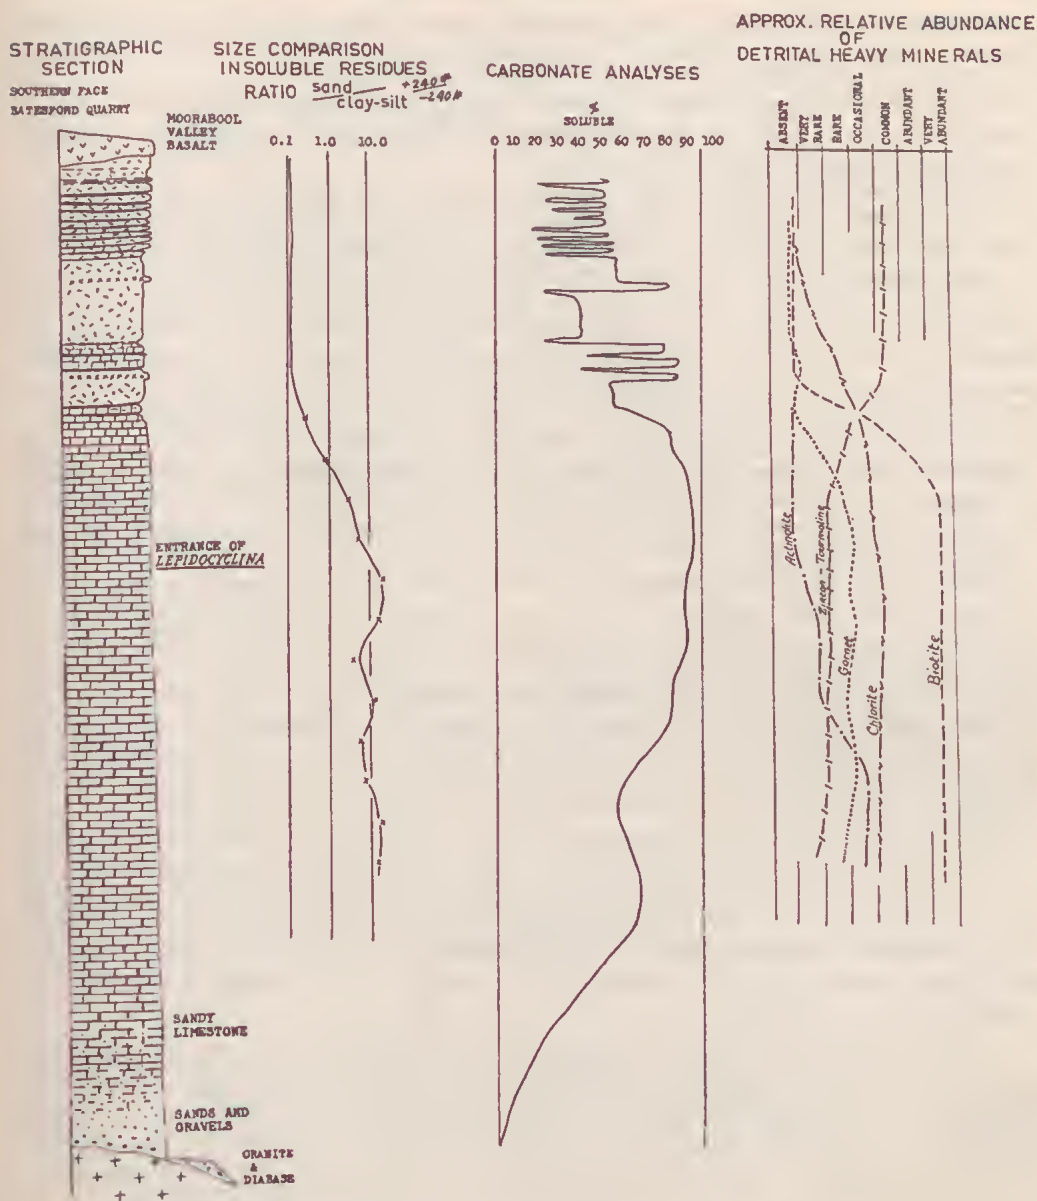 STRATIGRAPHIC
SECTION
SOUTHERN FACE
BATESFORD QUARRY
SIZE COMPARISON
INSOLUBLE RESIDUES
RATIO sand +240#
clay-silt -240#
CARBONATE ANALYSES
%
SOLUBLE
APPROX. RELATIVE ABUNDANCE
OF
DETRITAL HEAVY MINERALS
MOORABOOL
VALLEY
BASALT
0.1 1.0 10.0
0 10 20 30 40 50 60 70 80 90 100
ABSENT
VERY
RARE
RARE
OCCASIONAL
COMMON
ABUNDANT
VERY
ABUNDANT
ENTRANCE OF
LEPIDOCYCLINA
Actinolite
Zircon - Tourmaline
Garnet
Chlorite
Biotite
SANDY
LIMESTONE
SANDS AND
GRAVELS
GRANITE
&
DIABASE